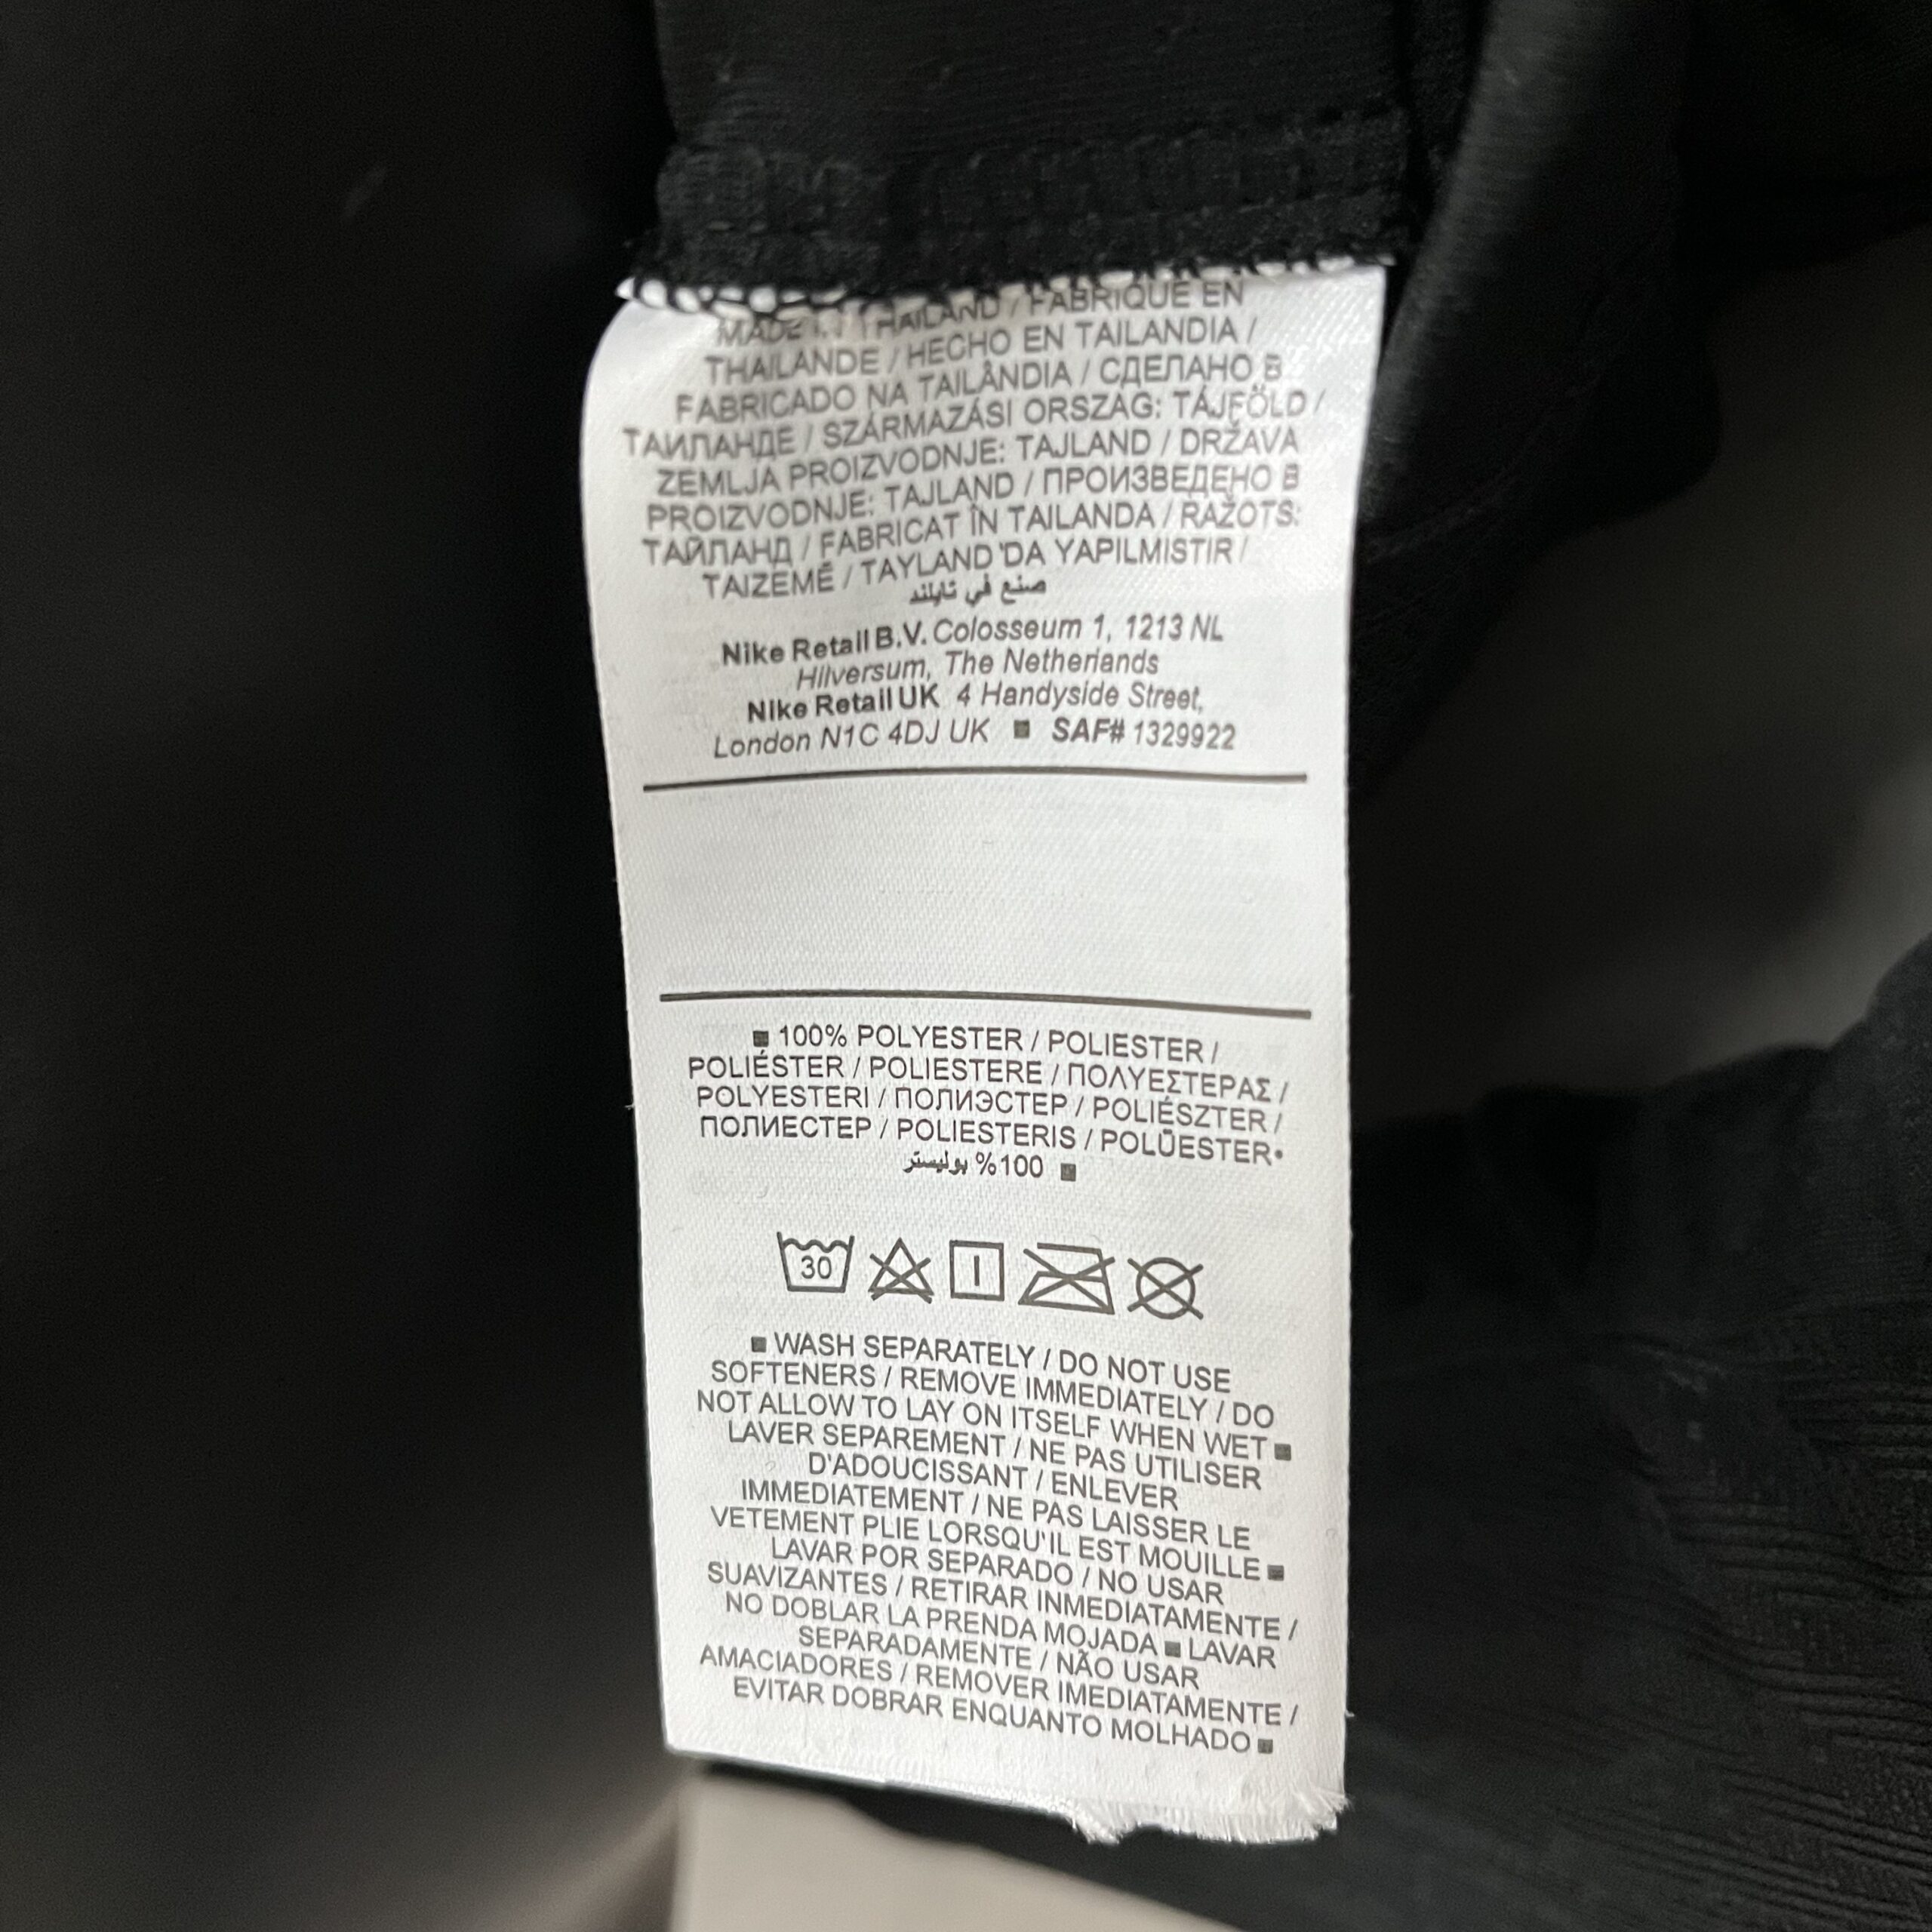 MADE IN THAILAND / FABRIQUE EN
THAILANDE / HECHO EN TAILANDIA /
FABRICADO NA TAILÂNDIA / СДЕЛАНО В
ТАИЛАНДЕ / SZÁRMAZÁSI ORSZAG: TÁJFÖLD /
ZEMLJA PROIZVODNJE: TAJLAND / DRŽAVA
PROIZVODNJE: TAJLAND / ПРОИЗВЕДЕНО В
ТАЙЛАНД / FABRICAT ÎN TAILANDA / RAŽOTS:
TAIZEMĒ / TAYLAND'DA YAPILMISTIR /
صنع في تايلند
Nike Retail B.V. Colosseum 1, 1213 NL
Hilversum, The Netherlands
Nike Retail UK 4 Handyside Street,
London N1C 4DJ UK ■ SAF# 1329922
■ 100% POLYESTER / POLIESTER /
POLIÉSTER / POLIESTERE / ΠΟΛΥΕΣΤΕΡΑΣ /
POLYESTERI / ПОЛИЭСТЕР / POLIÉSZTER /
ПОЛИЕСТЕР / POLIESTERIS / POLÜESTER•
100% بوليستر ■
30
■ WASH SEPARATELY / DO NOT USE
SOFTENERS / REMOVE IMMEDIATELY / DO
NOT ALLOW TO LAY ON ITSELF WHEN WET ■
LAVER SEPAREMENT / NE PAS UTILISER
D'ADOUCISSANT / ENLEVER
IMMEDIATEMENT / NE PAS LAISSER LE
VETEMENT PLIE LORSQU'IL EST MOUILLE ■
LAVAR POR SEPARADO / NO USAR
SUAVIZANTES / RETIRAR INMEDIATAMENTE /
NO DOBLAR LA PRENDA MOJADA ■ LAVAR
SEPARADAMENTE / NÃO USAR
AMACIADORES / REMOVER IMEDIATAMENTE /
EVITAR DOBRAR ENQUANTO MOLHADO ■